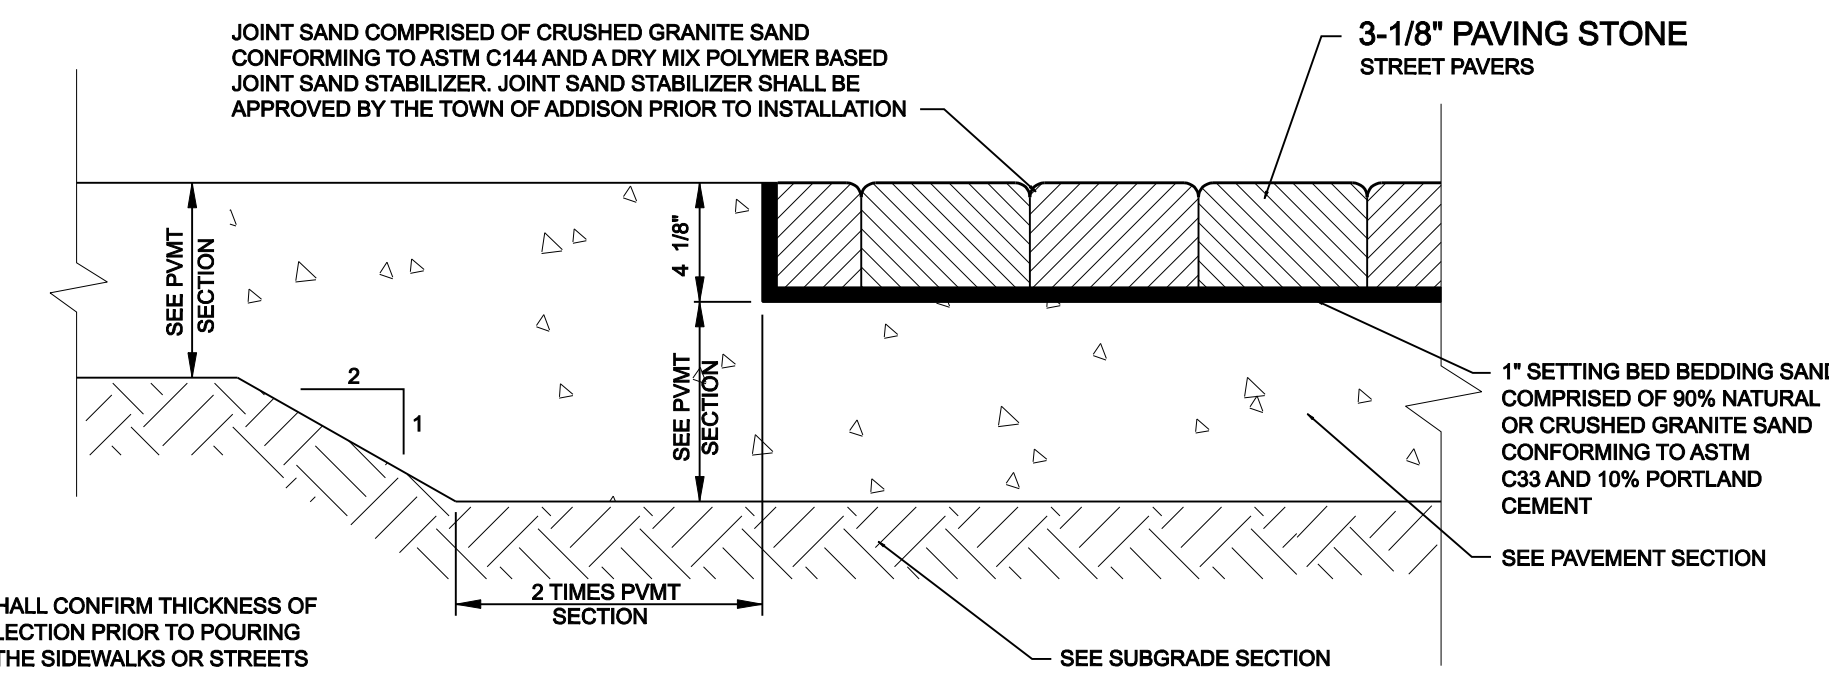 JOINT SAND COMPRISED OF CRUSHED GRANITE SAND
CONFORMING TO ASTM C144 AND A DRY MIX POLYMER BASED
JOINT SAND STABILIZER. JOINT SAND STABILIZER SHALL BE
APPROVED BY THE TOWN OF ADDISON PRIOR TO INSTALLATION
3-1/8" PAVING STONE
STREET PAVERS
SEE PVMT
SECTION
4 1/8"
2
1
SEE PVMT
SECTION
1" SETTING BED BEDDING SAND
COMPRISED OF 90% NATURAL
OR CRUSHED GRANITE SAND
CONFORMING TO ASTM
C33 AND 10% PORTLAND
CEMENT
SEE PAVEMENT SECTION
2 TIMES PVMT
SECTION
HALL CONFIRM THICKNESS OF
LECTION PRIOR TO POURING
THE SIDEWALKS OR STREETS
SEE SUBGRADE SECTION